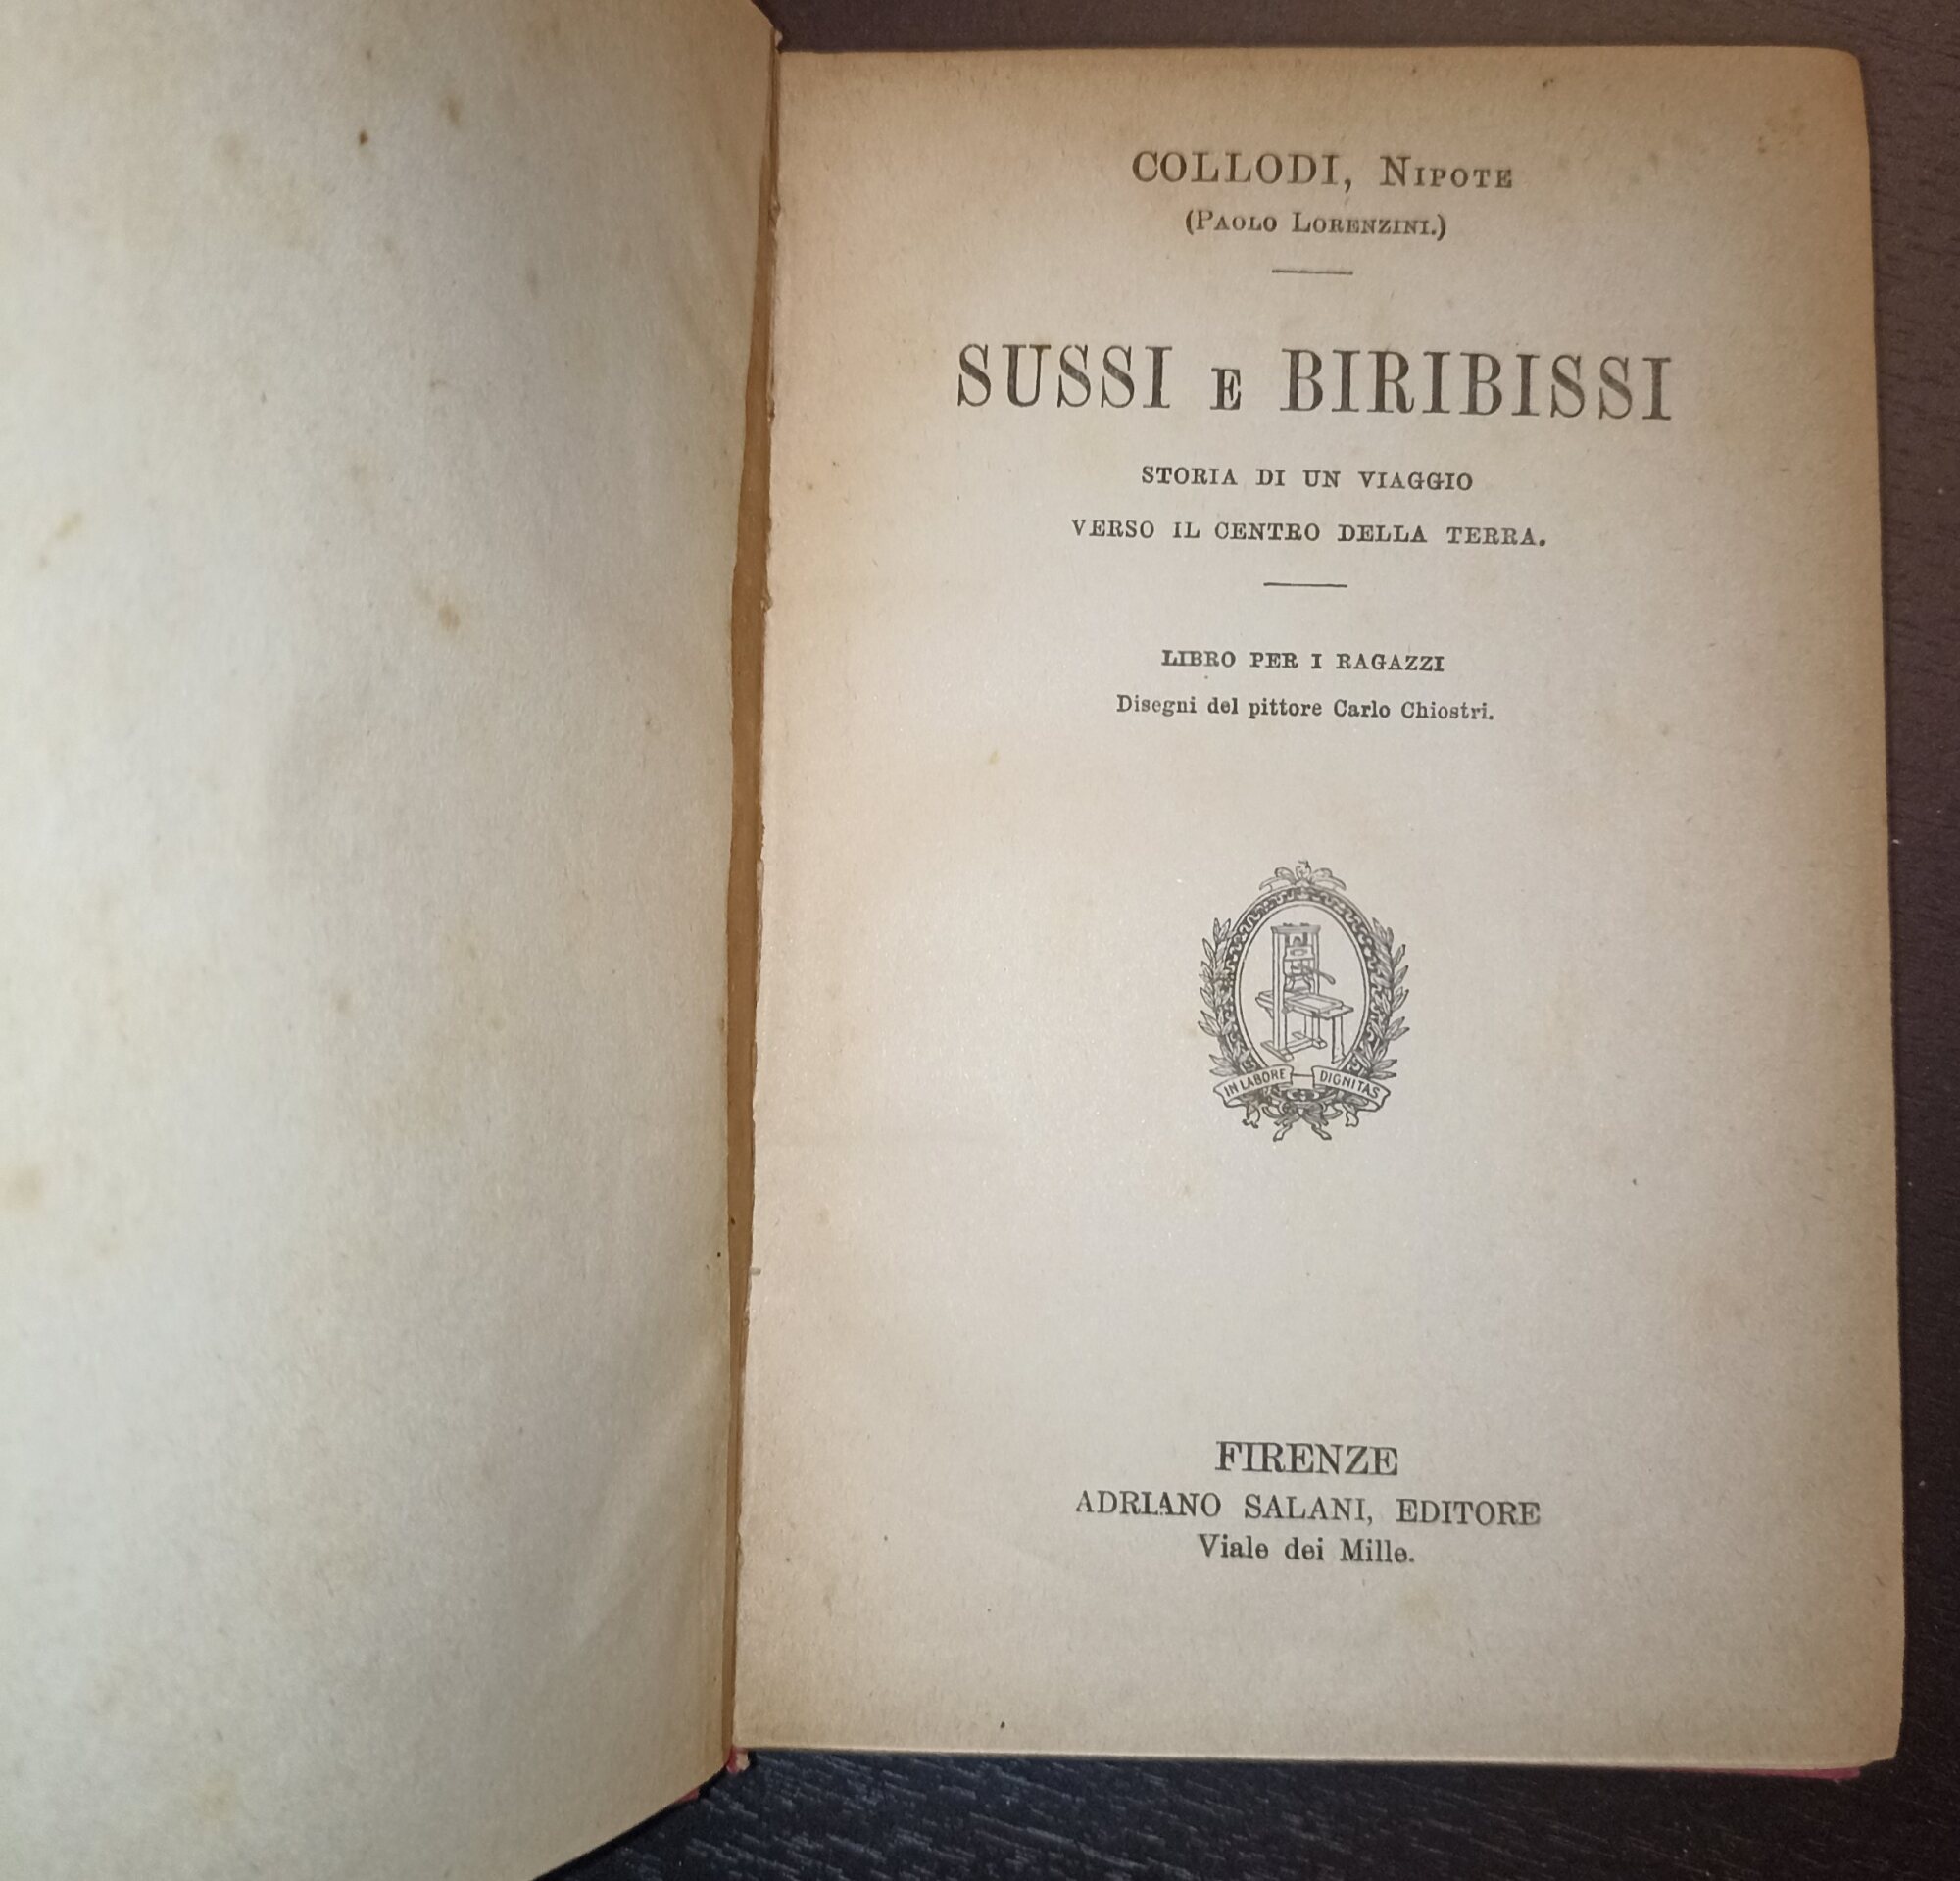 COLLODI, NIPOTE
(PAOLO LORENZINI.)
SUSSI E BIRIBISSI
STORIA DI UN VIAGGIO
VERSO IL CENTRO DELLA TERRA.
LIBRO PER I RAGAZZI
Disegni del pittore Carlo Chiostri.
IN LABORE DIGNITAS
FIRENZE
ADRIANO SALANI, EDITORE
Viale dei Mille.